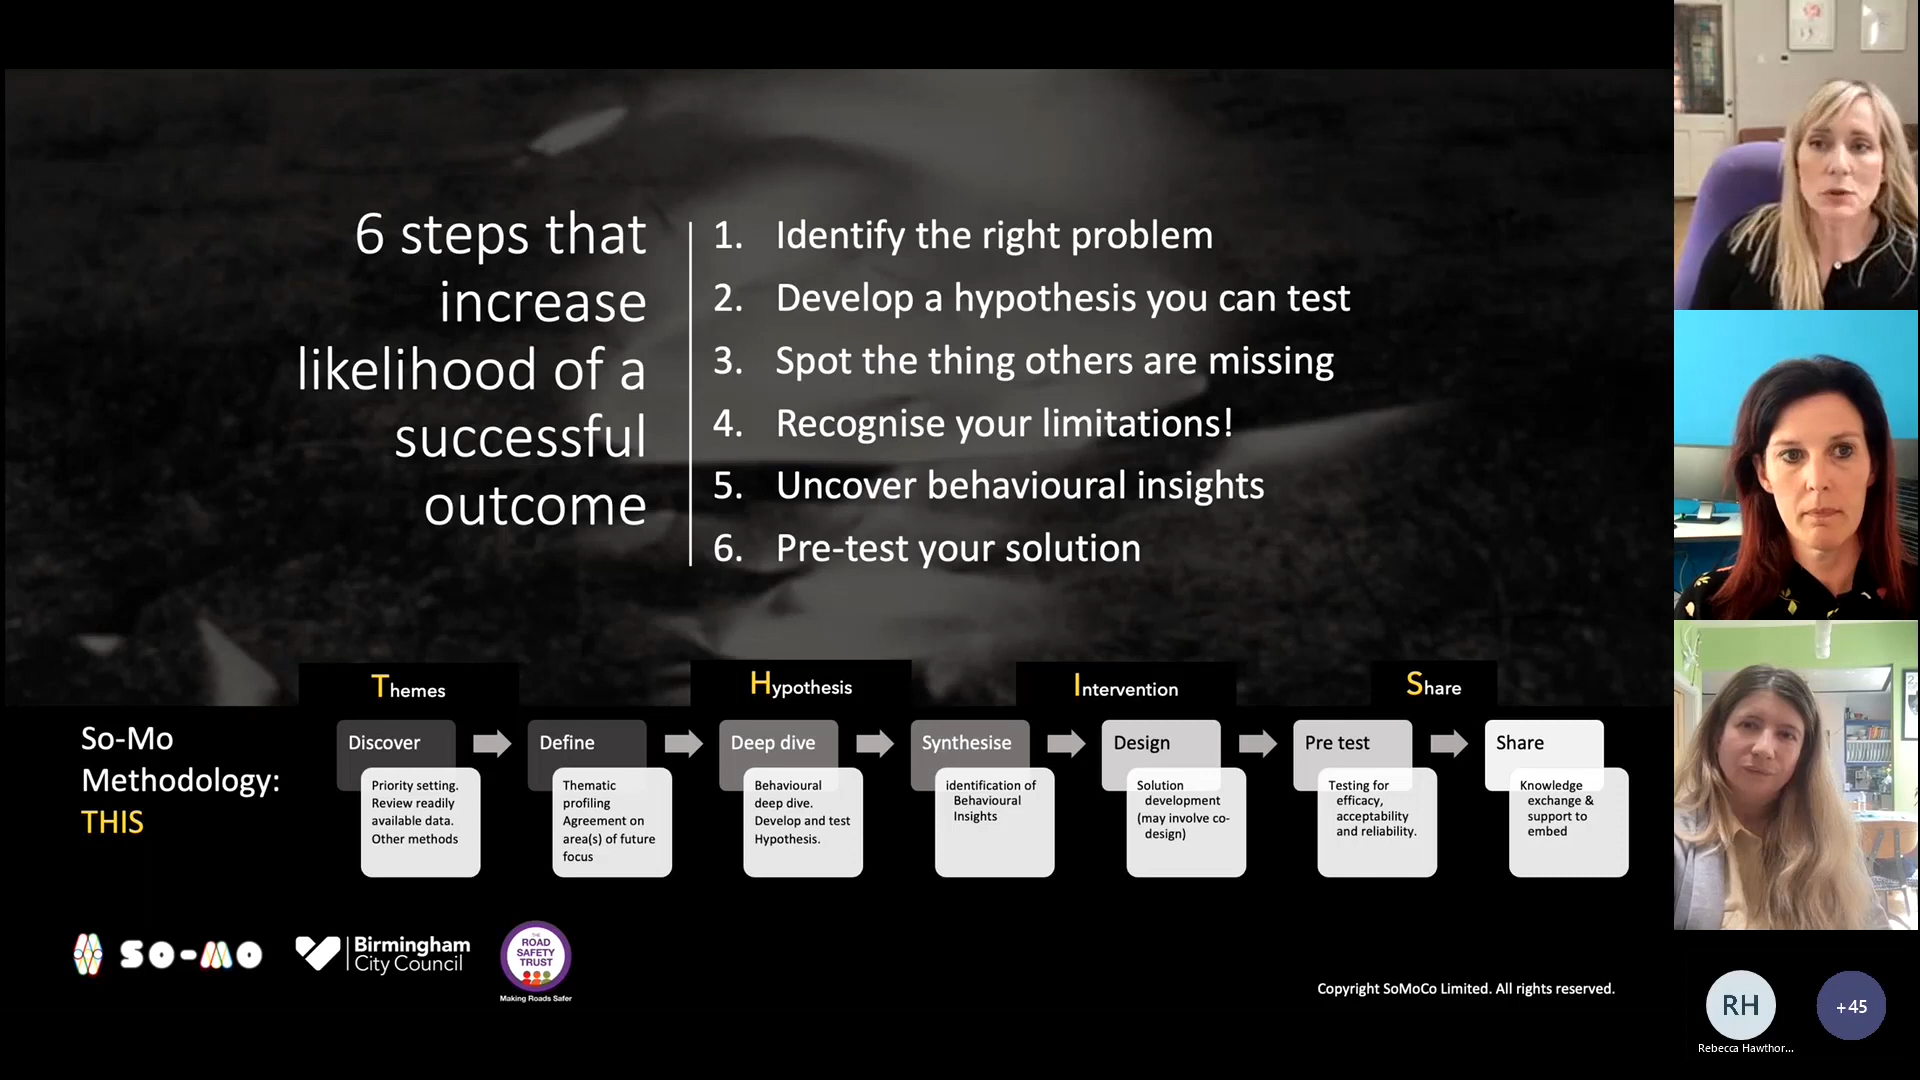 6 steps that
increase
likelihood of a
successful
outcome
1. Identify the right problem
2. Develop a hypothesis you can test
3. Spot the thing others are missing
4. Recognise your limitations!
5. Uncover behavioural insights
6. Pre-test your solution
Themes
Hypothesis
Intervention
Share
So-Mo
Methodology:
THIS
Discover
Priority setting.
Review readily
available data.
Other methods
Define
Thematic
profiling
Agreement on
area(s) of future
focus
Deep dive
Behavioural
deep dive.
Develop and test
Hypothesis.
Synthesise
identification of
Behavioural
Insights
Design
Solution
development
(may involve co-
design)
Pre test
Testing for
efficacy,
acceptability
and reliability.
Share
Knowledge
exchange &
support to
embed
SO-MO
Birmingham
City Council
THE
ROAD
SAFETY
TRUST
Making Roads Safer
Copyright SoMoCo Limited. All rights reserved.
RH
Rebecca Hawthor...
+45